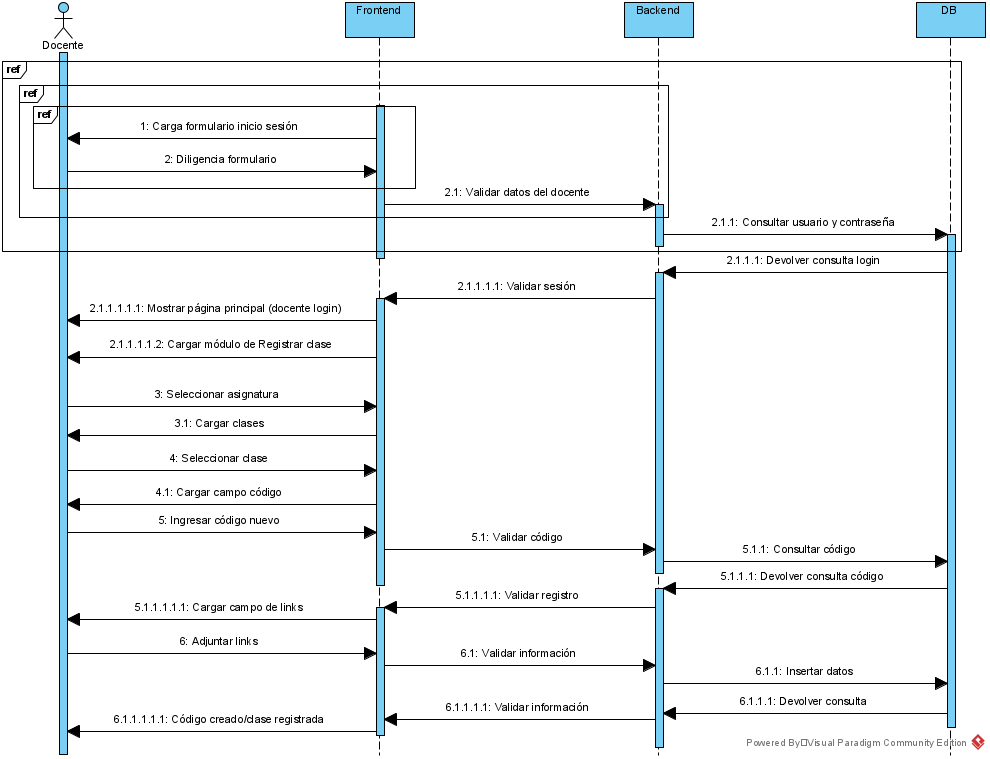 Docente
Frontend
Backend
DB
ref
ref
ref
1: Carga formulario inicio sesión
2: Diligencia formulario
2.1: Validar datos del docente
2.1.1: Consultar usuario y contraseña
2.1.1.1: Devolver consulta login
2.1.1.1.1: Validar sesión
2.1.1.1.1.1: Mostrar página principal (docente login)
2.1.1.1.1.2: Cargar módulo de Registrar clase
3: Seleccionar asignatura
3.1: Cargar clases
4: Seleccionar clase
4.1: Cargar campo código
5: Ingresar código nuevo
5.1: Validar código
5.1.1: Consultar código
5.1.1.1: Devolver consulta código
5.1.1.1.1: Validar registro
5.1.1.1.1.1: Cargar campo de links
6: Adjuntar links
6.1: Validar información
6.1.1: Insertar datos
6.1.1.1: Devolver consulta
6.1.1.1.1: Validar información
6.1.1.1.1.1: Código creado/clase registrada
Powered By Visual Paradigm Community Edition